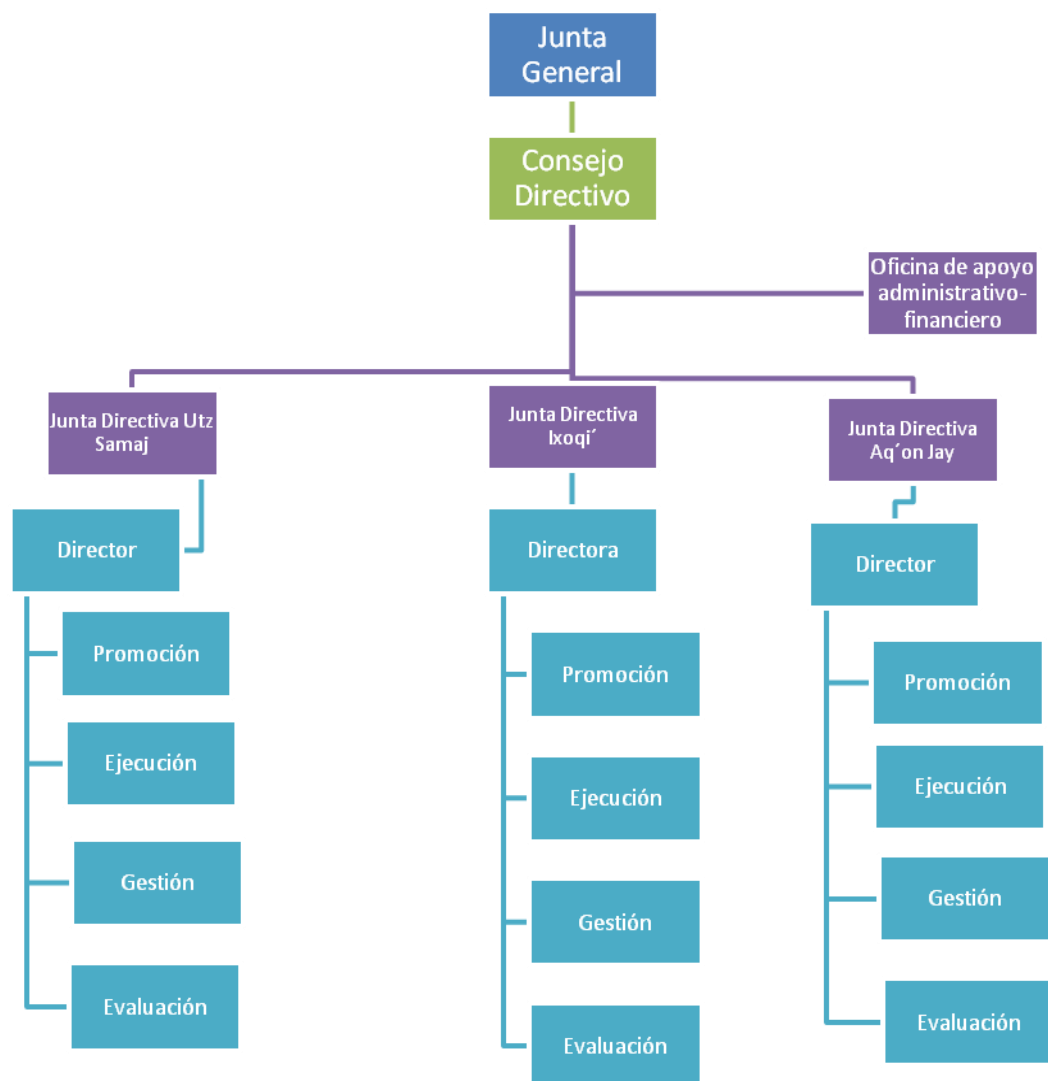 Junta
General
Consejo
Directivo
Oficina de apoyo
administrativo-
financiero
Junta Directiva Utz
Samaj
Junta Directiva
Ixoqi´
Junta Directiva
Aq´on Jay
Director
Directora
Director
Promoción
Ejecución
Gestión
Evaluación
Promoción
Ejecución
Gestión
Evaluación
Promoción
Ejecución
Gestión
Evaluación